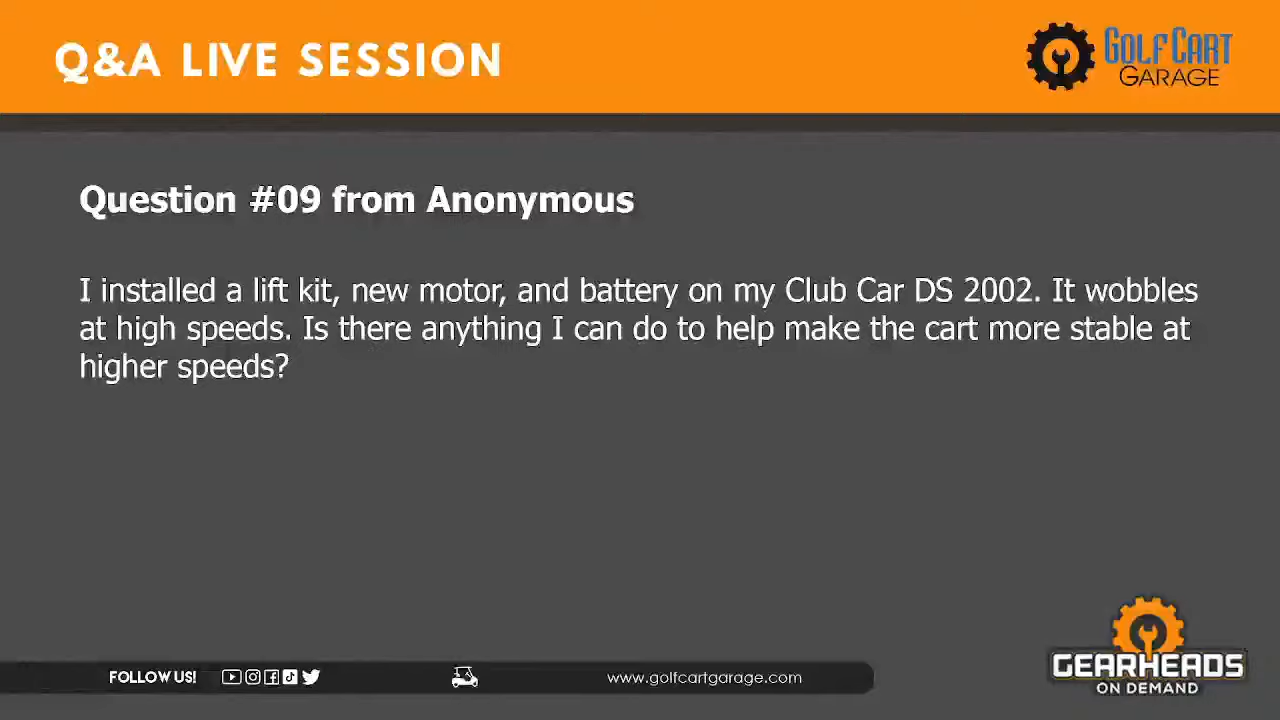 Q&A LIVE SESSION
GOLF CART
GARAGE
Question #09 from Anonymous
I installed a lift kit, new motor, and battery on my Club Car DS 2002. It wobbles
at high speeds. Is there anything I can do to help make the cart more stable at
higher speeds?
FOLLOW US!
www.golfcartgarage.com
GEARHEADS
ON DEMAND